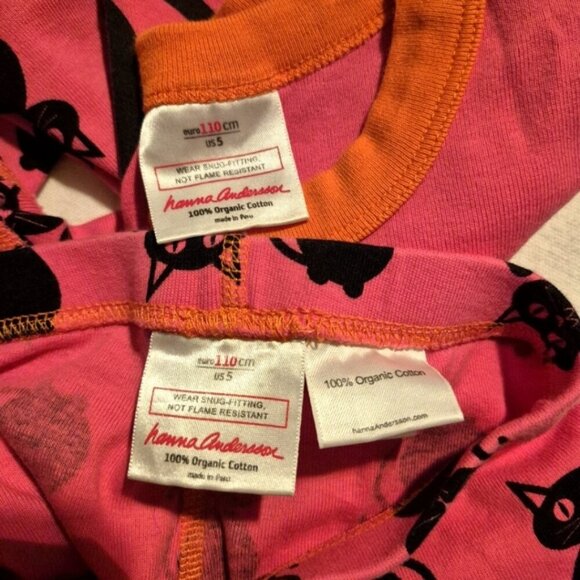 euro 110 cm
US 5
WEAR SNUG-FITTING,
NOT FLAME RESISTANT
hanna Andersson
100% Organic Cotton
made in Peru
euro 110 cm
US 5
WEAR SNUG-FITTING,
NOT FLAME RESISTANT
hanna Andersson
100% Organic Cotton
made in Peru
100% Organic Cotton
hannaAndersson.com